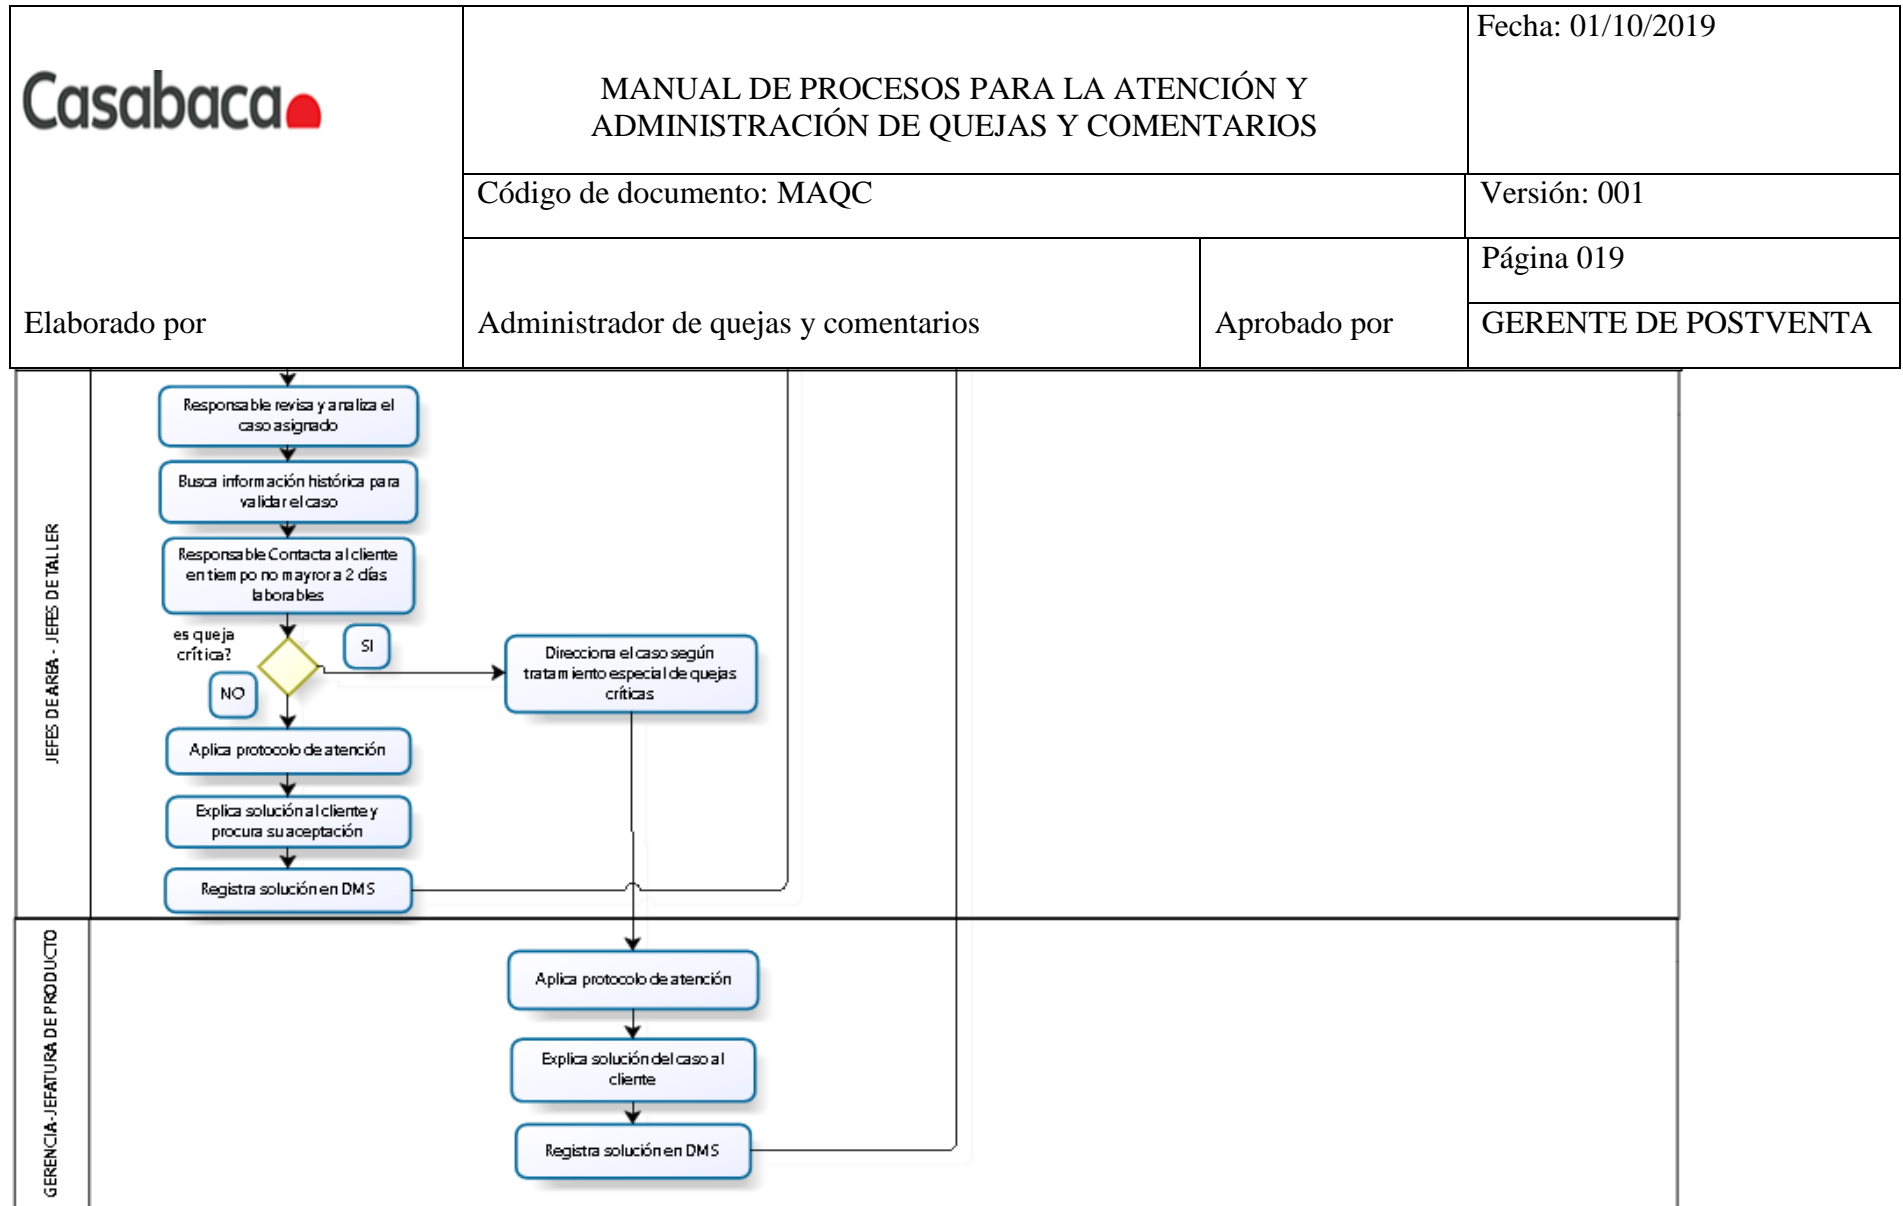 Casabaca
MANUAL DE PROCESOS PARA LA ATENCIÓN Y
ADMINISTRACIÓN DE QUEJAS Y COMENTARIOS
Fecha: 01/10/2019
Código de documento: MAQC
Versión: 001
Página 019
Elaborado por
Administrador de quejas y comentarios
Aprobado por
GERENTE DE POSTVENTA
JEFES DE AREA - JEFES DE TALLER
Responsable revisa y analiza el
caso asignado
Busca información histórica para
validar el caso
Responsable Contacta al cliente
en tiempo no mayror a 2 días
laborables
es queja
crítica?
SI
NO
Direcciona el caso según
tratamiento especial de quejas
críticas
Aplica protocolo de atención
Explica solución al cliente y
procura su aceptación
Registra solución en DMS
GERENCIA-JEFATURA DE PRODUCTO
Aplica protocolo de atención
Explica solución del caso al
cliente
Registra solución en DMS